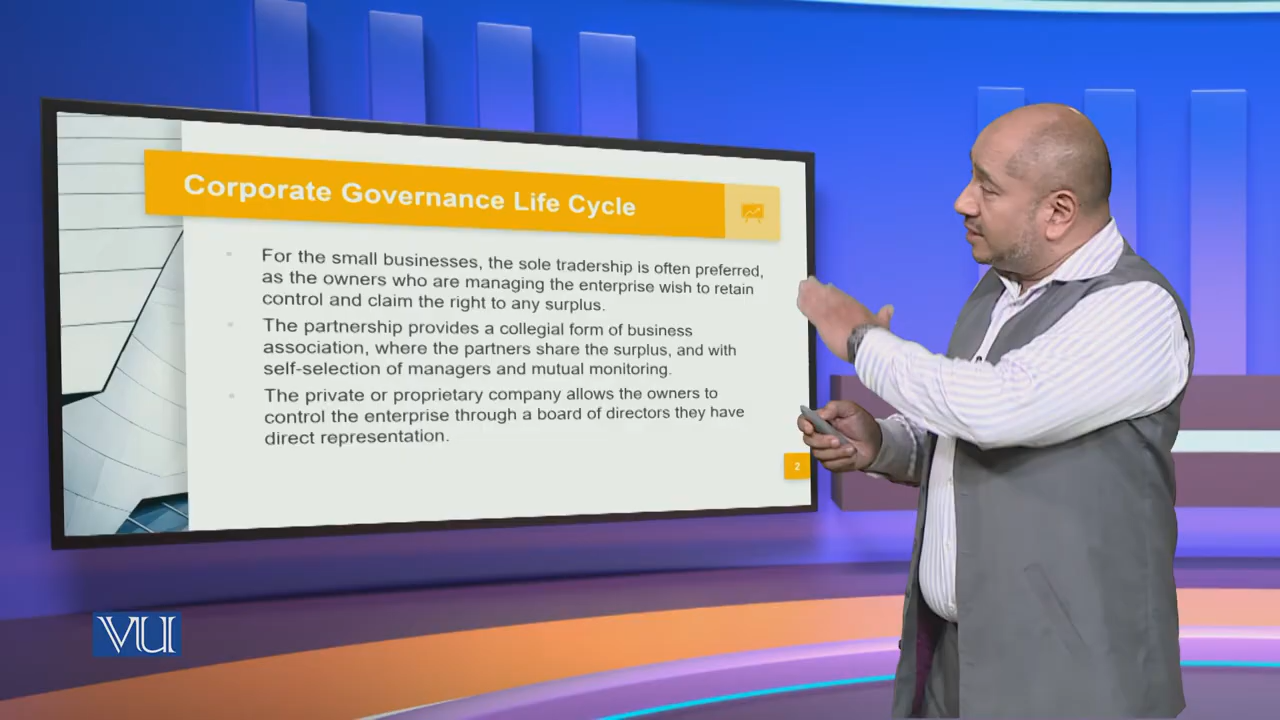 Corporate Governance Life Cycle
For the small businesses, the sole tradership is often preferred,
as the owners who are managing the enterprise wish to retain
control and claim the right to any surplus.
The partnership provides a collegial form of business
association, where the partners share the surplus, and with
self-selection of managers and mutual monitoring.
The private or proprietary company allows the owners to
control the enterprise through a board of directors they have
direct representation.
2
VU